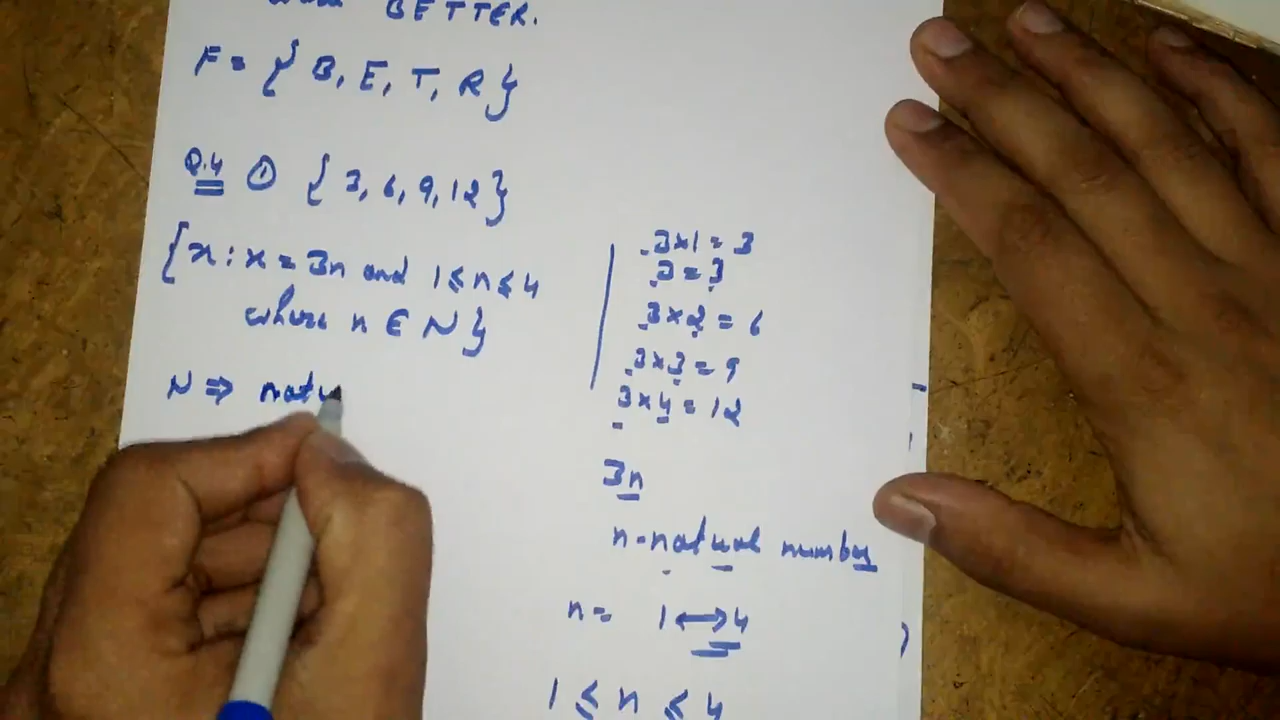 BETTER.
F = { B, E, T, R }
Q.4 ① { 3, 6, 9, 12 }
{ x : x = 3n and 1 ≤ n ≤ 4
where n ∈ N }
N ⇒ natu
3×1 = 3
3 = 3
3×2 = 6
3×3 = 9
3×4 = 12
3n
n - natural number
n = 1 ↔ 4
1 ≤ n ≤ 4